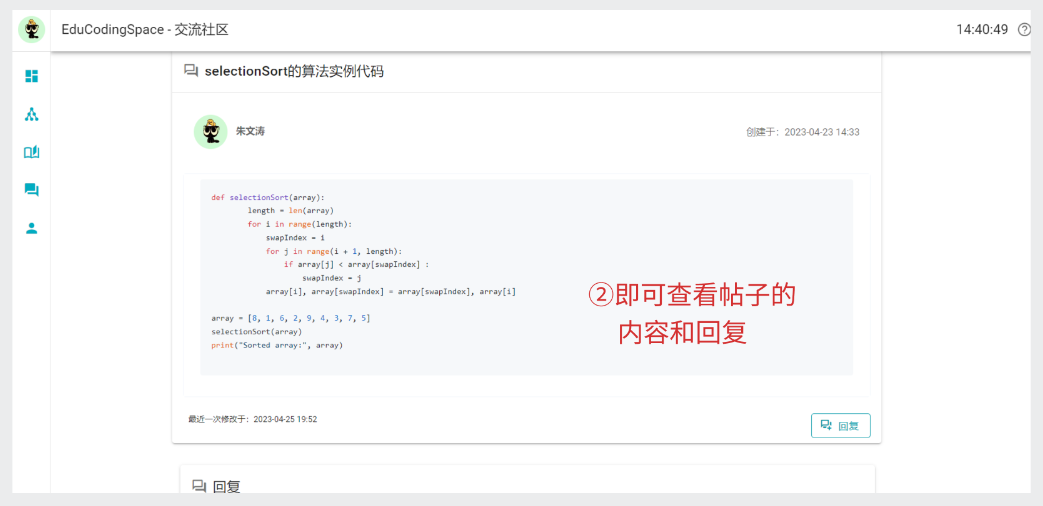 EduCodingSpace - 交流社区
14:40:49
selectionSort的算法实例代码
朱文涛
创建于：2023-04-23 14:33
def selectionSort(array):
length = len(array)
for i in range(length):
swapIndex = i
for j in range(i + 1, length):
if array[j] < array[swapIndex] :
swapIndex = j
array[i], array[swapIndex] = array[swapIndex], array[i]
array = [8, 1, 6, 2, 9, 4, 3, 7, 5]
selectionSort(array)
print("Sorted array:", array)
②即可查看帖子的
内容和回复
最近一次修改于：2023-04-25 19:52
回复
回复